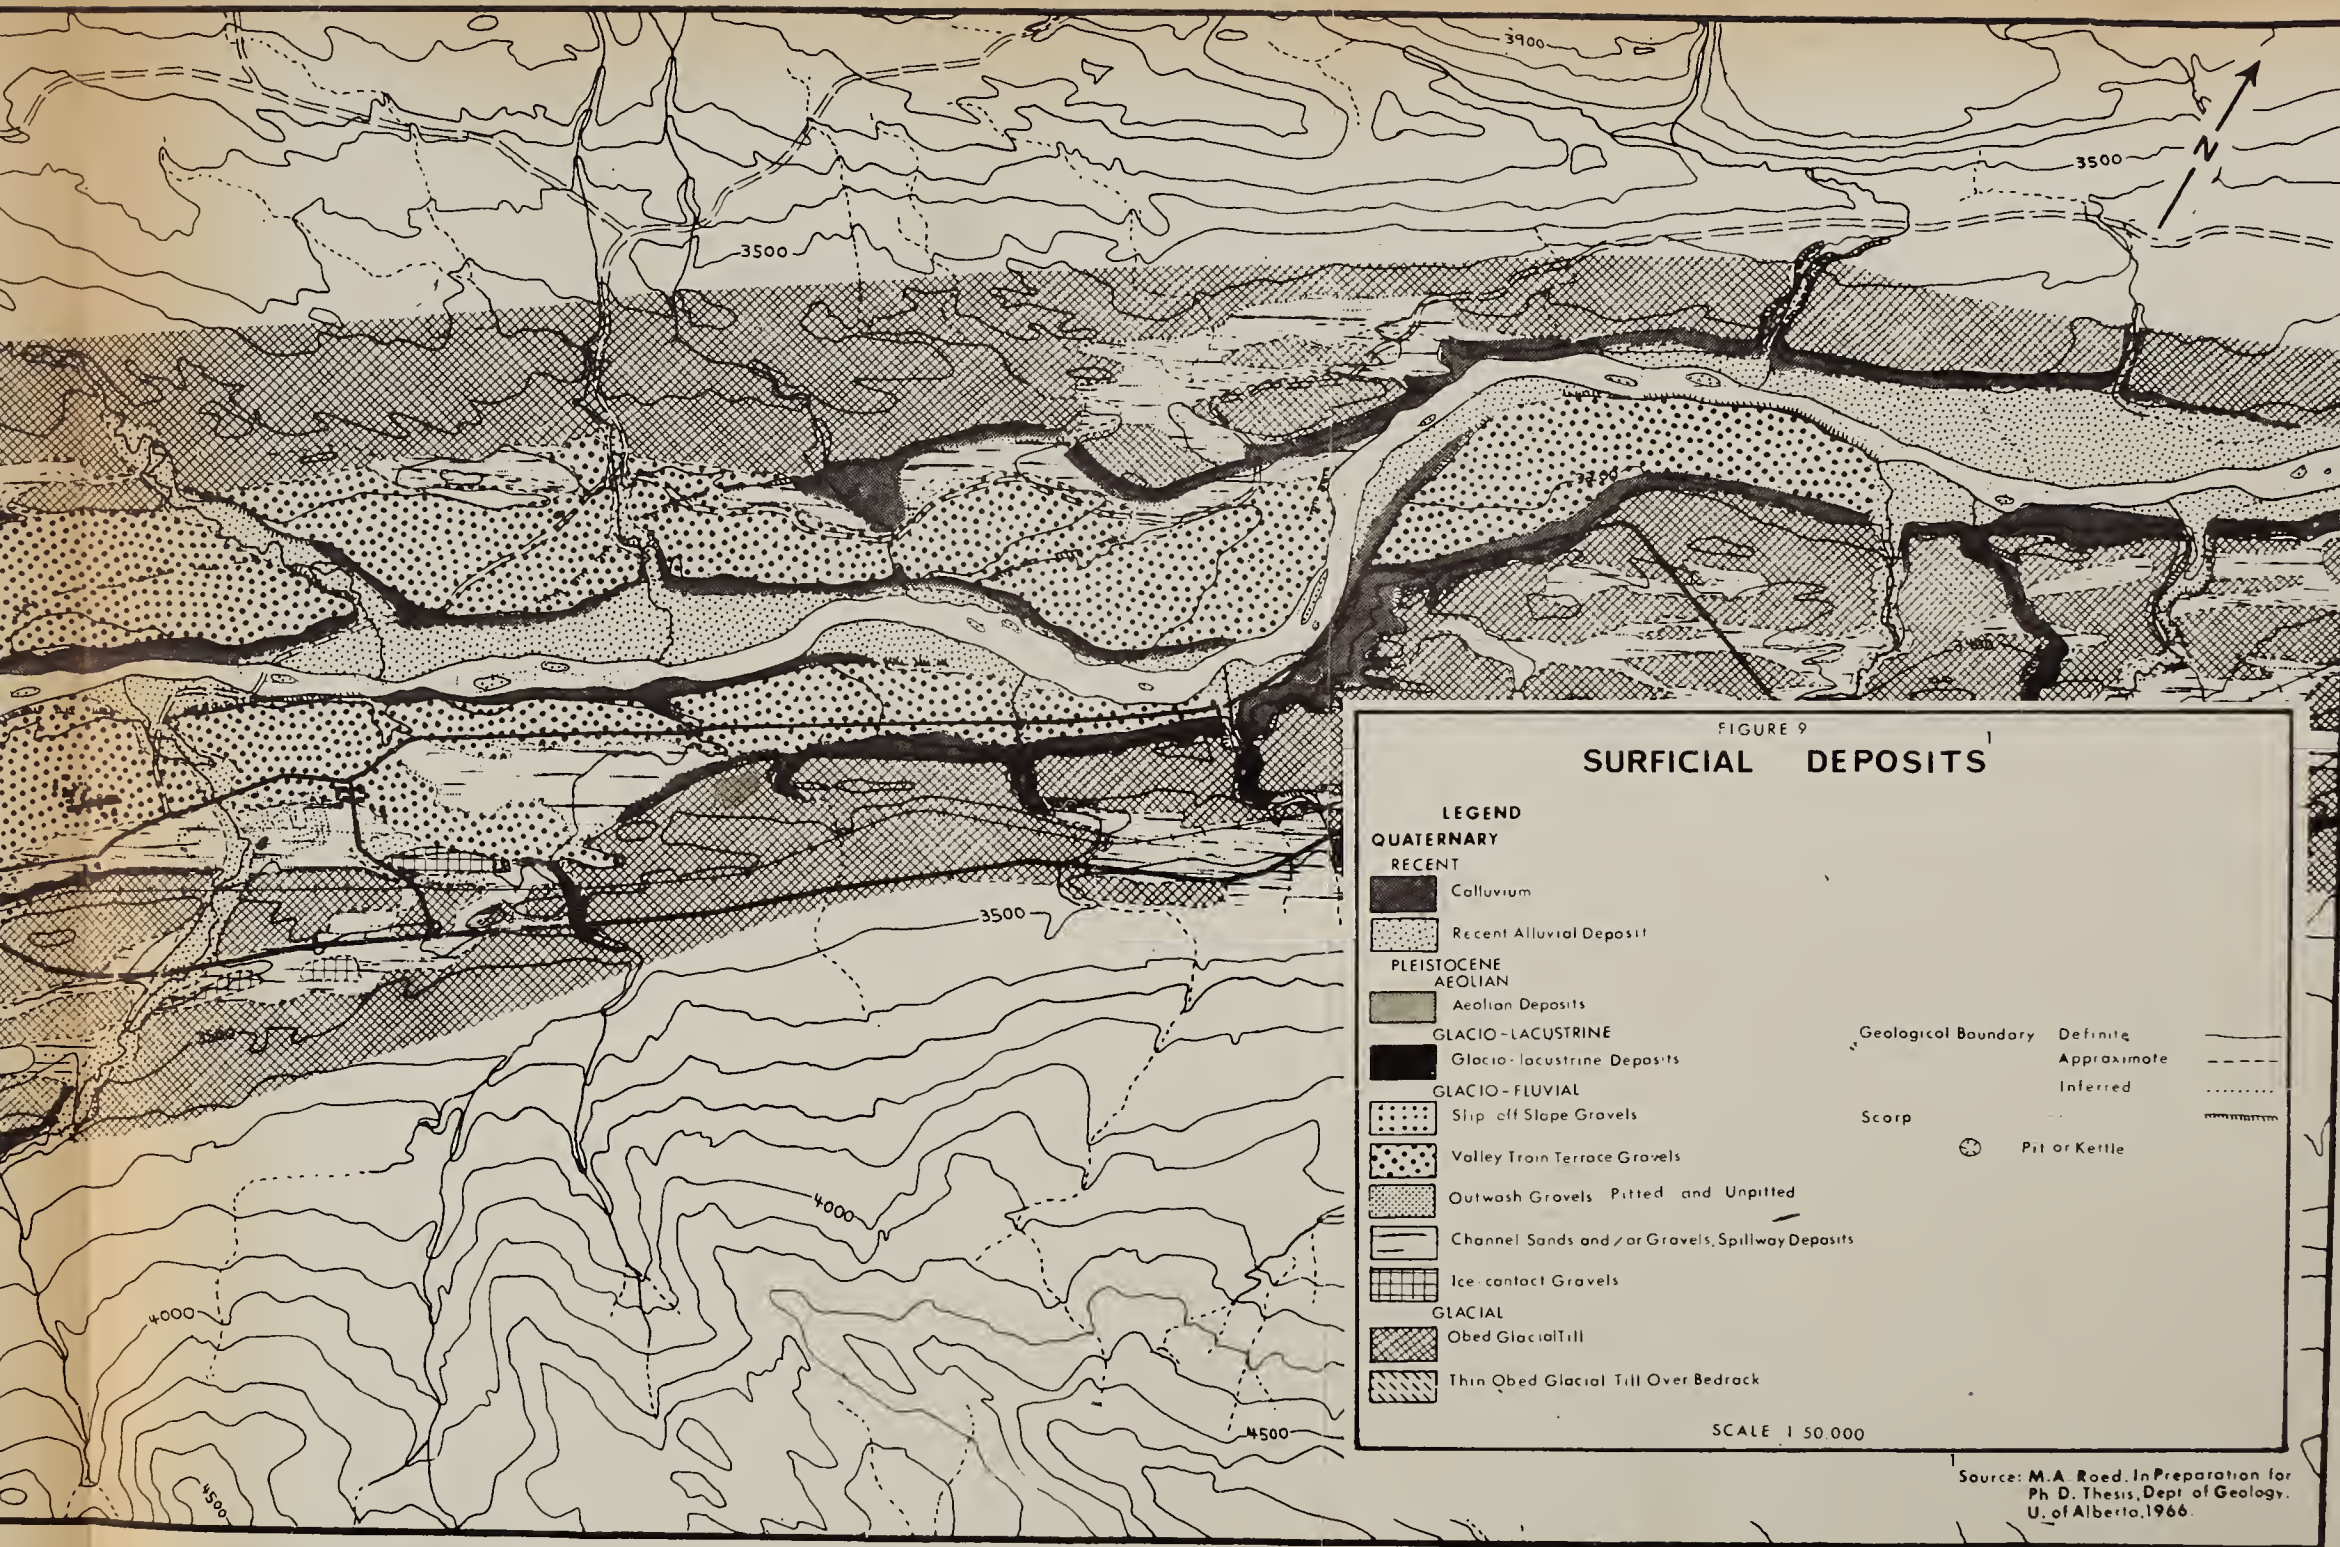 3900
3500
N
3500
3700
3400
3500
3500
4000
4000
4500
4500
FIGURE 9
SURFICIAL DEPOSITS¹
LEGEND
QUATERNARY
RECENT
Colluvium
Recent Alluvial Deposit
PLEISTOCENE
AEOLIAN
Aeolian Deposits
GLACIO-LACUSTRINE
Glacio-lacustrine Deposits
GLACIO-FLUVIAL
Slip off Slope Gravels
Valley Train Terrace Gravels
Outwash Gravels Pitted and Unpitted
Channel Sands and/or Gravels, Spillway Deposits
Ice-contact Gravels
GLACIAL
Obed Glacial Till
Thin Obed Glacial Till Over Bedrock
Geological Boundary Definite
Approximate
Inferred
Scarp
Pit or Kettle
SCALE 1 50,000
¹Source: M.A. Roed. In Preparation for
Ph D. Thesis, Dept of Geology.
U. of Alberta, 1966.